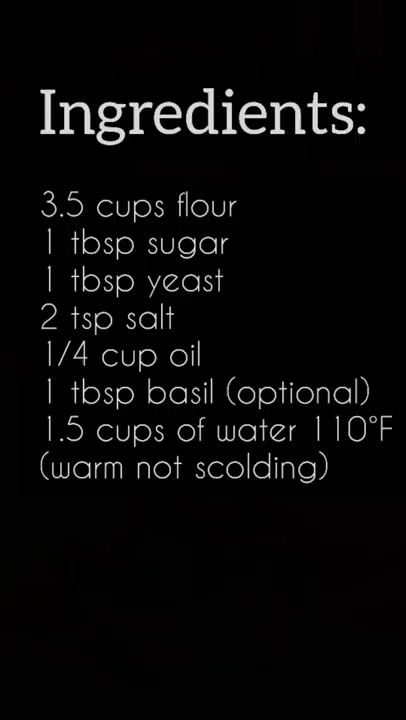 Ingredients:
3.5 cups flour
1 tbsp sugar
1 tbsp yeast
2 tsp salt
1/4 cup oil
1 tbsp basil (optional)
1.5 cups of water 110°F
(warm not scolding)